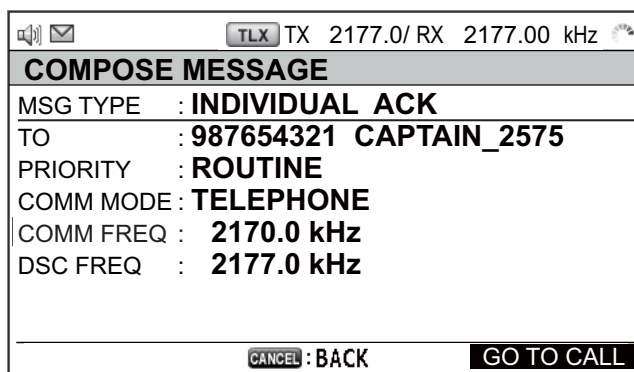 TLX TX 2177.0/ RX 2177.00 kHz
COMPOSE MESSAGE
MSG TYPE : INDIVIDUAL ACK
TO : 987654321 CAPTAIN_2575
PRIORITY : ROUTINE
COMM MODE : TELEPHONE
COMM FREQ : 2170.0 kHz
DSC FREQ : 2177.0 kHz
CANCEL : BACK GO TO CALL